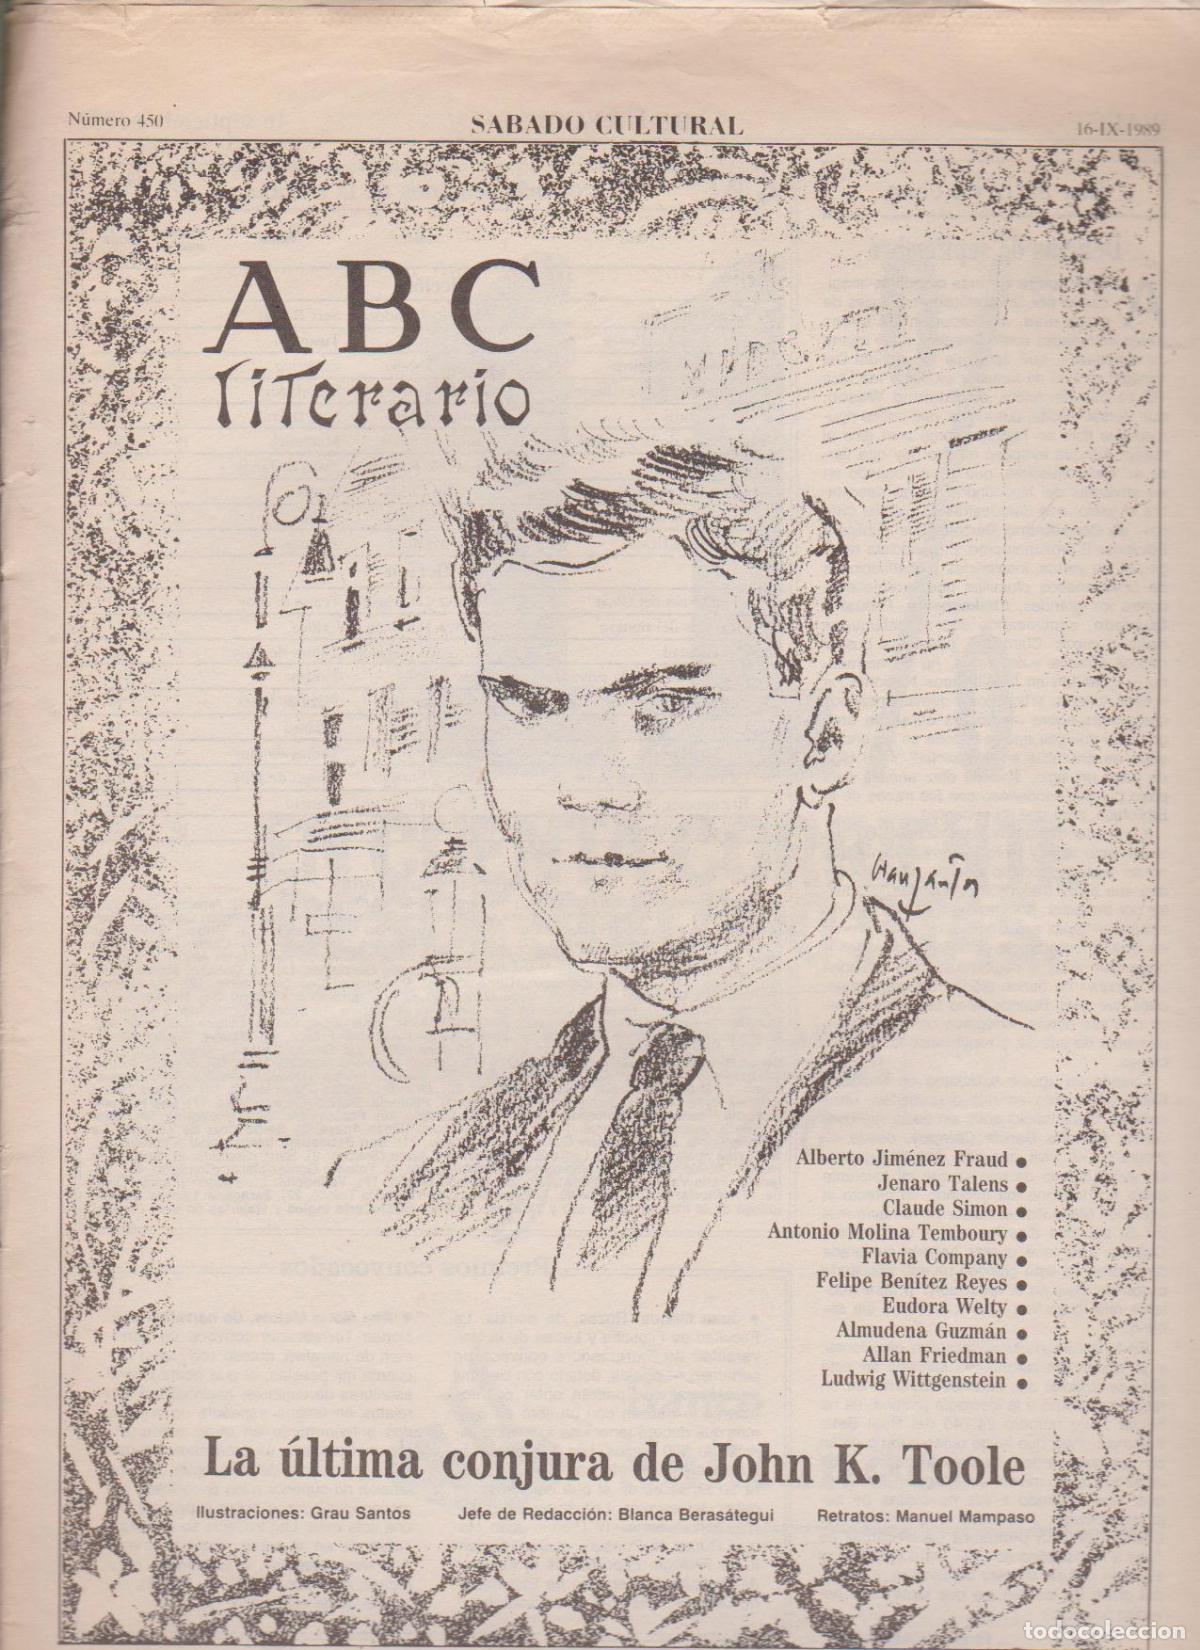 Número 450
SABADO CULTURAL
16-IX-1989
ABC
literario
Alberto Jiménez Fraud ●
Jenaro Talens ●
Claude Simon ●
Antonio Molina Temboury ●
Flavia Company ●
Felipe Benítez Reyes ●
Eudora Welty ●
Almudena Guzmán ●
Allan Friedman ●
Ludwig Wittgenstein ●
La última conjura de John K. Toole
Ilustraciones: Grau Santos
Jefe de Redacción: Blanca Berasátegui
Retratos: Manuel Mampaso
todocoleccion